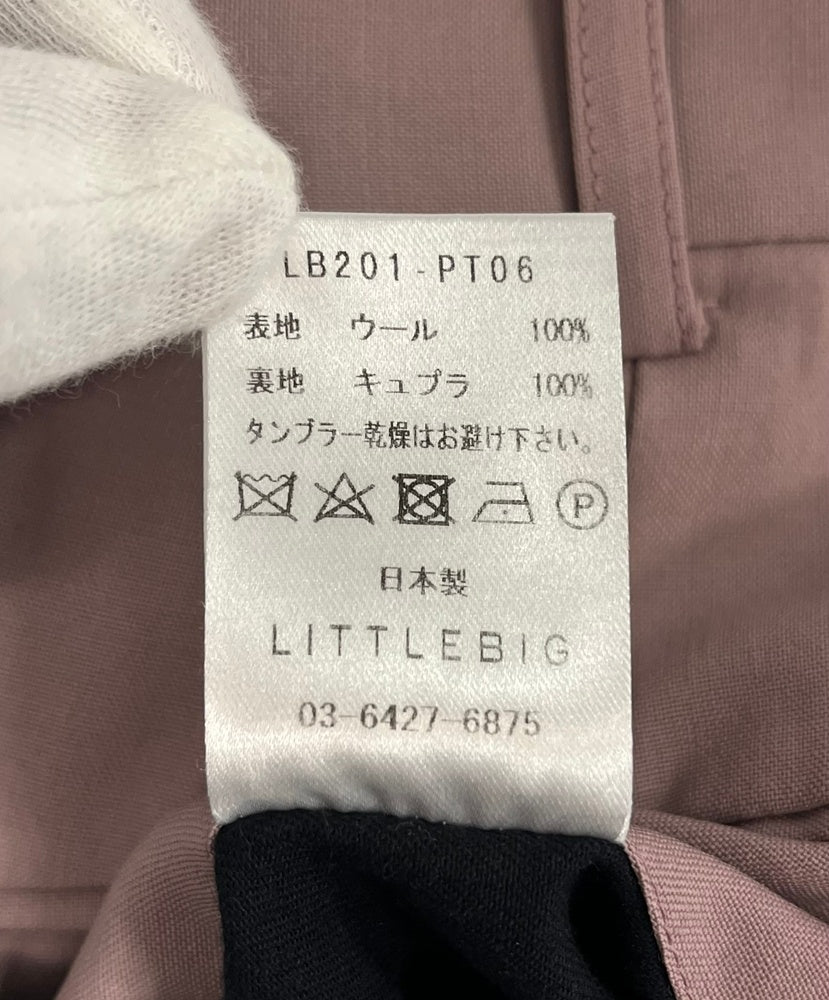 LB201-PT06
表地 ウール 100%
裏地 キュプラ 100%
タンブラー乾燥はお避け下さい。
P
日本製
LITTLEBIG
03-6427-6875